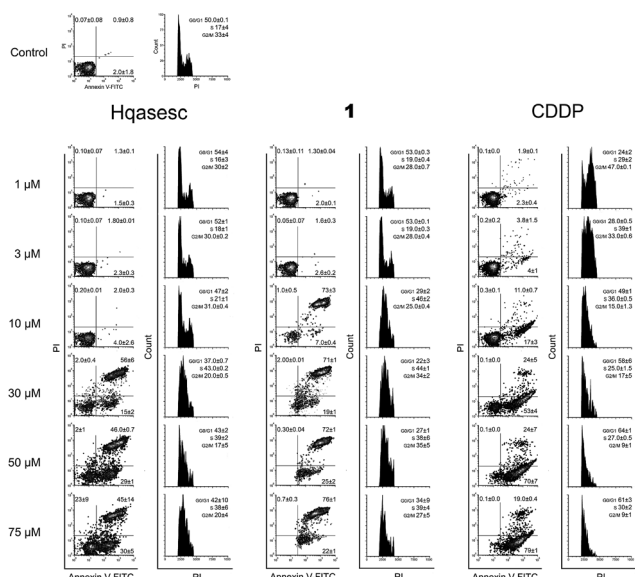 0.07±0.08 0.9±0.8
2.0±1.8
G0/G1 50.0±0.1
S 17±4
G2/M 33±4
Control
PI
Count
Annexin V-FITC
PI
Hqasesc 1 CDDP
1 µM
0.10±0.07 1.3±0.1
1.5±0.3
G0/G1 54±4
S 16±3
G2/M 30±2
0.13±0.11 1.30±0.04
2.0±0.1
G0/G1 53.0±0.3
S 19.0±0.4
G2/M 28.0±0.7
0.1±0.0 1.9±0.1
2.3±0.4
G0/G1 24±2
S 29±2
G2/M 47.0±0.1
3 µM
0.10±0.07 1.80±0.01
2.3±0.3
G0/G1 52±1
S 18±1
G2/M 30.0±0.2
0.05±0.07 1.6±0.3
2.6±0.2
G0/G1 53.0±0.1
S 19.0±0.3
G2/M 28.0±0.4
0.2±0.2 3.8±1.5
4±1
G0/G1 28.0±0.5
S 39±1
G2/M 33.0±0.6
10 µM
0.20±0.01 2.0±0.3
4.0±2.6
G0/G1 47±2
S 21±1
G2/M 31.0±0.4
1.0±0.5 73±3
7.0±0.4
G0/G1 29±2
S 46±2
G2/M 25.0±0.4
0.3±0.1 11.0±0.7
17±3
G0/G1 49±1
S 36.0±0.5
G2/M 15.0±1.3
PI
Count
PI
Count
PI
Count
30 µM
2.0±0.4 56±6
15±2
G0/G1 37.0±0.7
S 43.0±0.2
G2/M 20.0±0.5
2.00±0.01 71±1
19±1
G0/G1 22±3
S 44±1
G2/M 34±2
0.1±0.0 24±5
53±4
G0/G1 58±6
S 25.0±1.5
G2/M 17±5
50 µM
2±1 46.0±0.7
29±1
G0/G1 43±2
S 39±2
G2/M 17±5
0.30±0.04 72±1
25±2
G0/G1 27±1
S 38±6
G2/M 35±5
0.1±0.0 24±7
70±7
G0/G1 64±1
S 27.0±0.5
G2/M 9±1
75 µM
23±9 45±14
30±5
G0/G1 42±10
S 38±6
G2/M 20±4
0.7±0.3 76±1
22±1
G0/G1 34±9
S 39±4
G2/M 27±5
0.1±0.0 19.0±0.4
79±1
G0/G1 61±3
S 30±2
G2/M 9±1
Annexin V-FITC PI Annexin V-FITC PI Annexin V-FITC PI